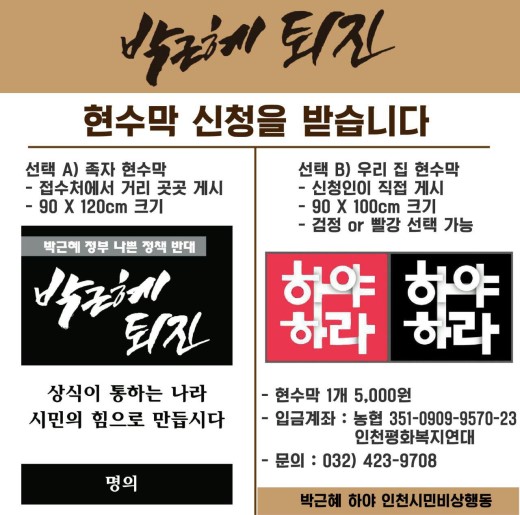 박근혜 퇴진
현수막 신청을 받습니다
선택 A) 족자 현수막
- 접수처에서 거리 곳곳 게시
- 90 X 120cm 크기
박근혜 정부 나쁜 정책 반대
박근혜
퇴진
상식이 통하는 나라
시민의 힘으로 만듭시다
명의
선택 B) 우리 집 현수막
- 신청인이 직접 게시
- 90 X 100cm 크기
- 검정 or 빨강 선택 가능
하야
하라
하야
하라
- 현수막 1개 5,000원
- 입금계좌 : 농협 351-0909-9570-23
인천평화복지연대
- 문의 : 032) 423-9708
박근혜 하야 인천시민비상행동